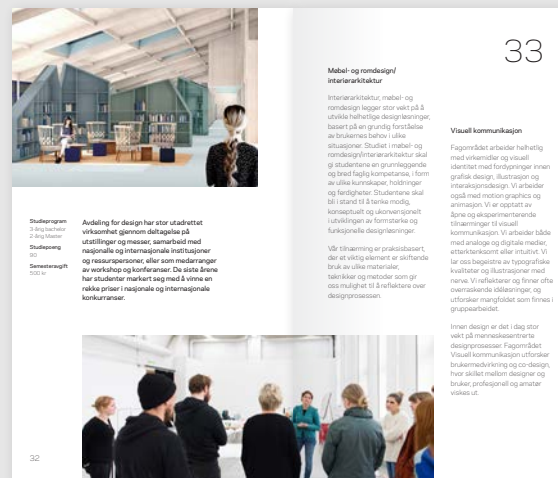 Studieprogram
3-årig bachelor
2-årig Master
Studiepoeng
Semesteravgift
500 kr
Avdeling for design har stor utadrettet
virksomhet gjennom deltagelse på
utstillinger og messer, samarbeid med
nasjonale og internasjonale institusjoner
og ressurspersoner, eller som medarrangør
av workshop og konferanser. De siste årene
har studenter markert seg med å vinne en
rekke priser i nasjonale og internasjonale
konkurranser.
32
Møbel- og romdesign/
interiørarkitektur
Interiørarkitektur, møbel- og
romdesign legger stor vekt på å
utvikle helhetlige designløsninger,
basert på en grundig forståelse
av brukernes behov i ulike
situasjoner. Studiet i møbel- og
romdesign/interiørarkitektur skal
gi studentene en grunnleggende
og bred faglig kompetanse, i form
av ulike kunnskaper, holdninger
og ferdigheter. Studentene skal
bli i stand til å tenke modig,
konseptuelt og ukonvensjonelt
i utviklingen av formsterke og
funksjonelle designløsninger.
Vår tilnærming er praksisbasert,
der et viktig element er skiftende
bruk av ulike materialer,
teknikker og metoder som gir
oss mulighet til å reflektere over
designprosessen.
33
Visuell kommunikasjon
Fagområdet arbeider helhetlig
med virkemidler og visuell
identitet med fordypninger innen
grafisk design, illustrasjon og
interaksjonsdesign. Vi arbeider
også med motion graphics og
animasjon. Vi er opptatt av
åpne og eksperimenterende
tilnærminger til visuell
kommunikasjon. Vi arbeider både
med analoge og digitale medier,
etterktenksomt eller intuitivt. Vi
lar oss begeistre av typografiske
kvaliteter og illustrasjoner med
nerve. Vi reflekterer og finner ofte
overraskende idéløsninger, og
utforsker mangfoldet som finnes i
gruppearbeidet.
Innen design er det i dag stor
vekt på menneskesentrerte
designprosesser. Fagområdet
Visuell kommunikasjon utforsker
brukermedvirkning og co-design,
hvor skillet mellom designer og
bruker, profesjonell og amatør
viskes ut.